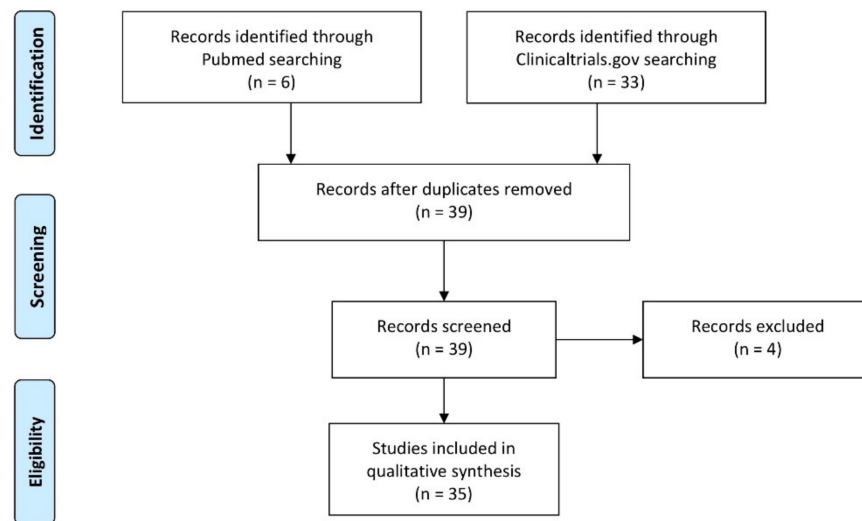 Identification
Records identified through
Pubmed searching
(n = 6)
Records identified through
Clinicaltrials.gov searching
(n = 33)
Screening
Records after duplicates removed
(n = 39)
Records screened
(n = 39)
Records excluded
(n = 4)
Eligibility
Studies included in
qualitative synthesis
(n = 35)